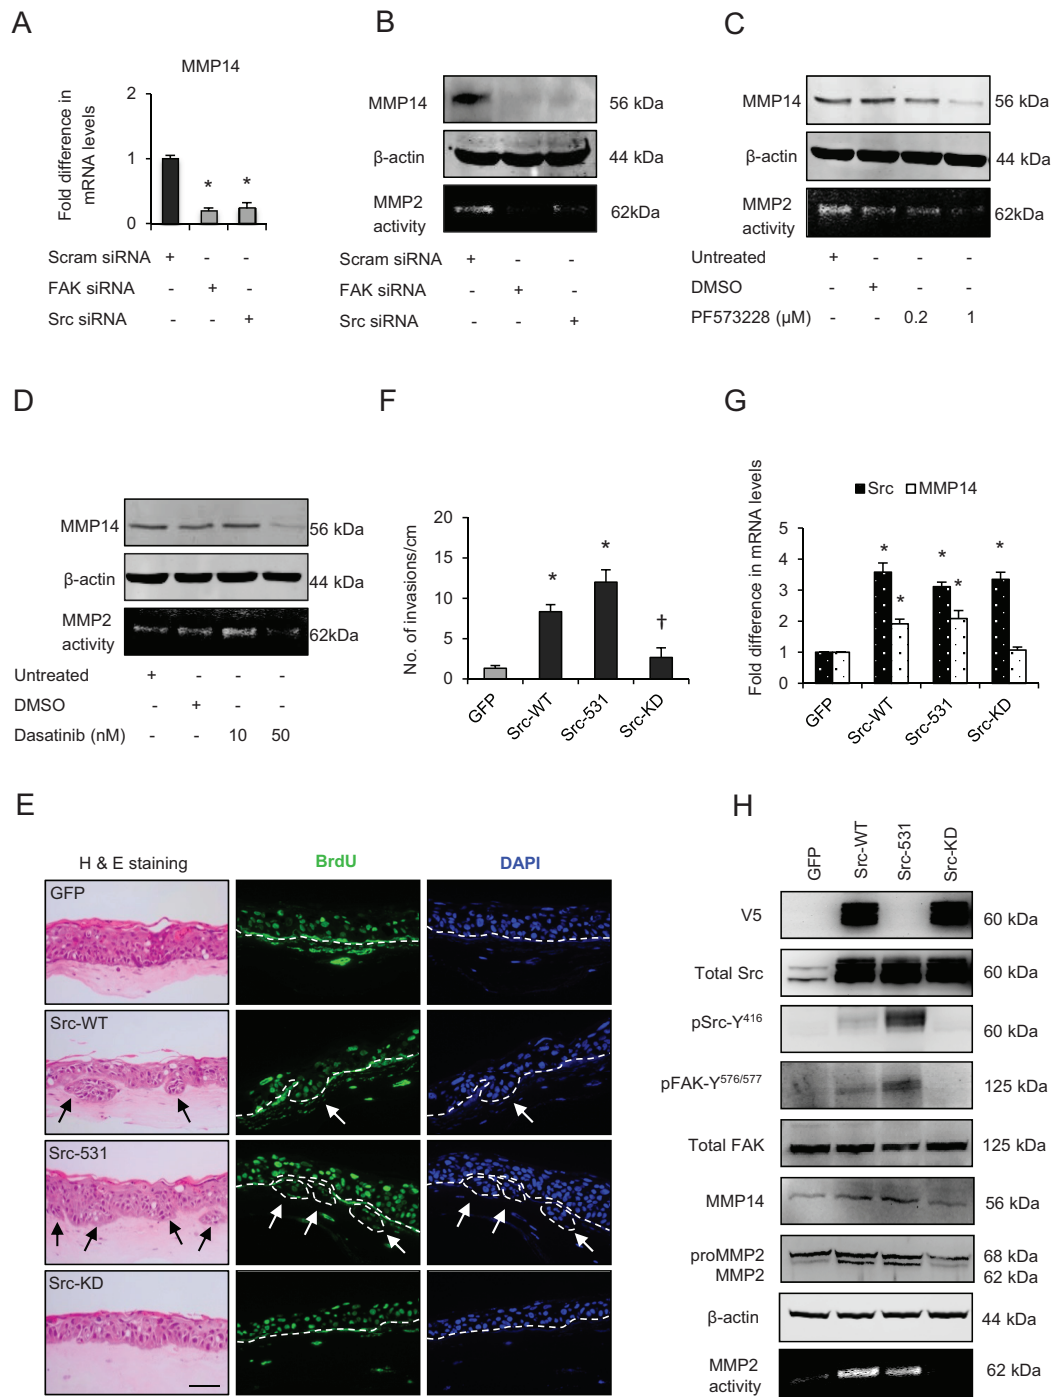 A
MMP14
Fold difference in
mRNA levels
2
1
0
* *
Scram siRNA + - -
FAK siRNA - + -
Src siRNA - - +
B
MMP14 56 kDa
β-actin 44 kDa
MMP2 activity 62kDa
Scram siRNA + - -
FAK siRNA - + -
Src siRNA - - +
C
MMP14 56 kDa
β-actin 44 kDa
MMP2 activity 62kDa
Untreated + - - -
DMSO - + - -
PF573228 (µM) - - 0.2 1
D
MMP14 56 kDa
β-actin 44 kDa
MMP2 activity 62kDa
Untreated + - - -
DMSO - + - -
Dasatinib (nM) - - 10 50
F
No. of invasions/cm
20
15
10
5
0
* * †
GFP Src-WT Src-531 Src-KD
G
Src MMP14
Fold difference in mRNA levels
5
4
3
2
1
0
* * * * *
GFP Src-WT Src-531 Src-KD
E
H & E staining BrdU DAPI
GFP
Src-WT
Src-531
Src-KD
H
GFP Src-WT Src-531 Src-KD
V5 60 kDa
Total Src 60 kDa
pSrc-Y416 60 kDa
pFAK-Y576/577 125 kDa
Total FAK 125 kDa
MMP14 56 kDa
proMMP2 68 kDa
MMP2 62 kDa
β-actin 44 kDa
MMP2 activity 62 kDa